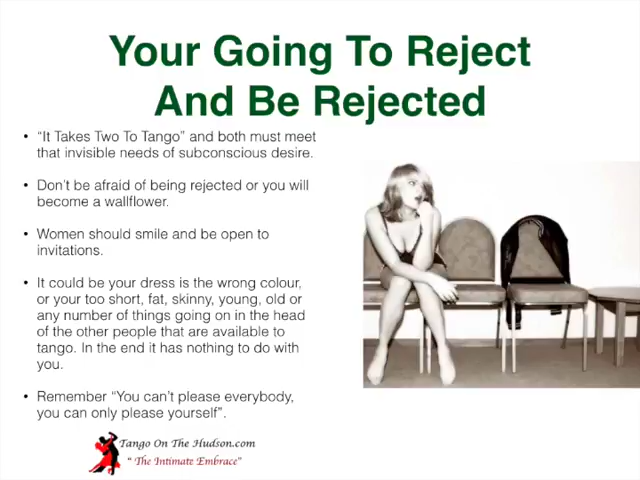 Your Going To Reject
And Be Rejected
• “It Takes Two To Tango” and both must meet
that invisible needs of subconscious desire.
• Don’t be afraid of being rejected or you will
become a wallflower.
• Women should smile and be open to
invitations.
• It could be your dress is the wrong colour,
or your too short, fat, skinny, young, old or
any number of things going on in the head
of the other people that are available to
tango. In the end it has nothing to do with
you.
• Remember “You can’t please everybody,
you can only please yourself”.
Tango On The Hudson.com
“ The Intimate Embrace”